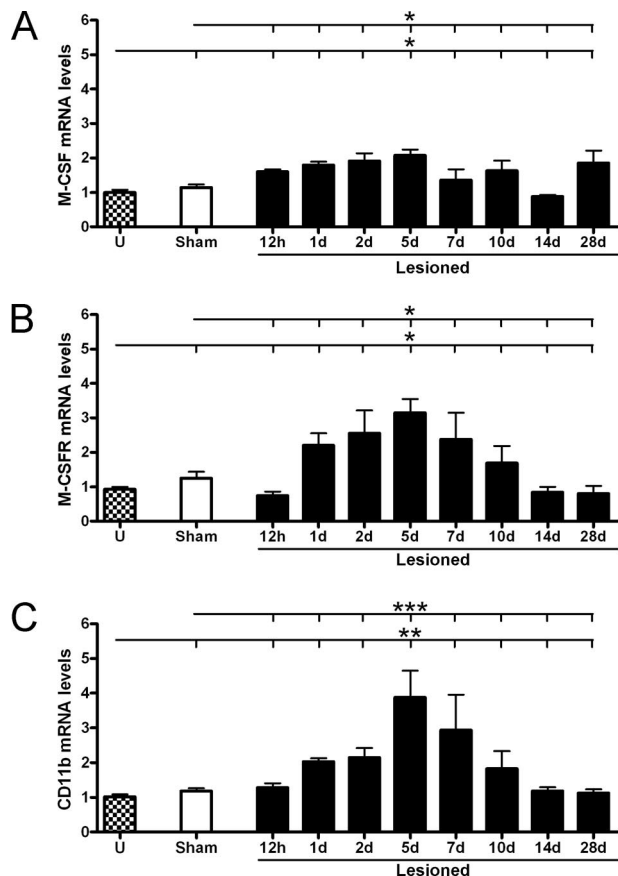 A
*
*
6
5
4
3
2
1
0
M-CSF mRNA levels
U Sham 12h 1d 2d 5d 7d 10d 14d 28d
Lesioned
B
*
*
6
5
4
3
2
1
0
M-CSFR mRNA levels
U Sham 12h 1d 2d 5d 7d 10d 14d 28d
Lesioned
C
***
**
6
5
4
3
2
1
0
CD11b mRNA levels
U Sham 12h 1d 2d 5d 7d 10d 14d 28d
Lesioned